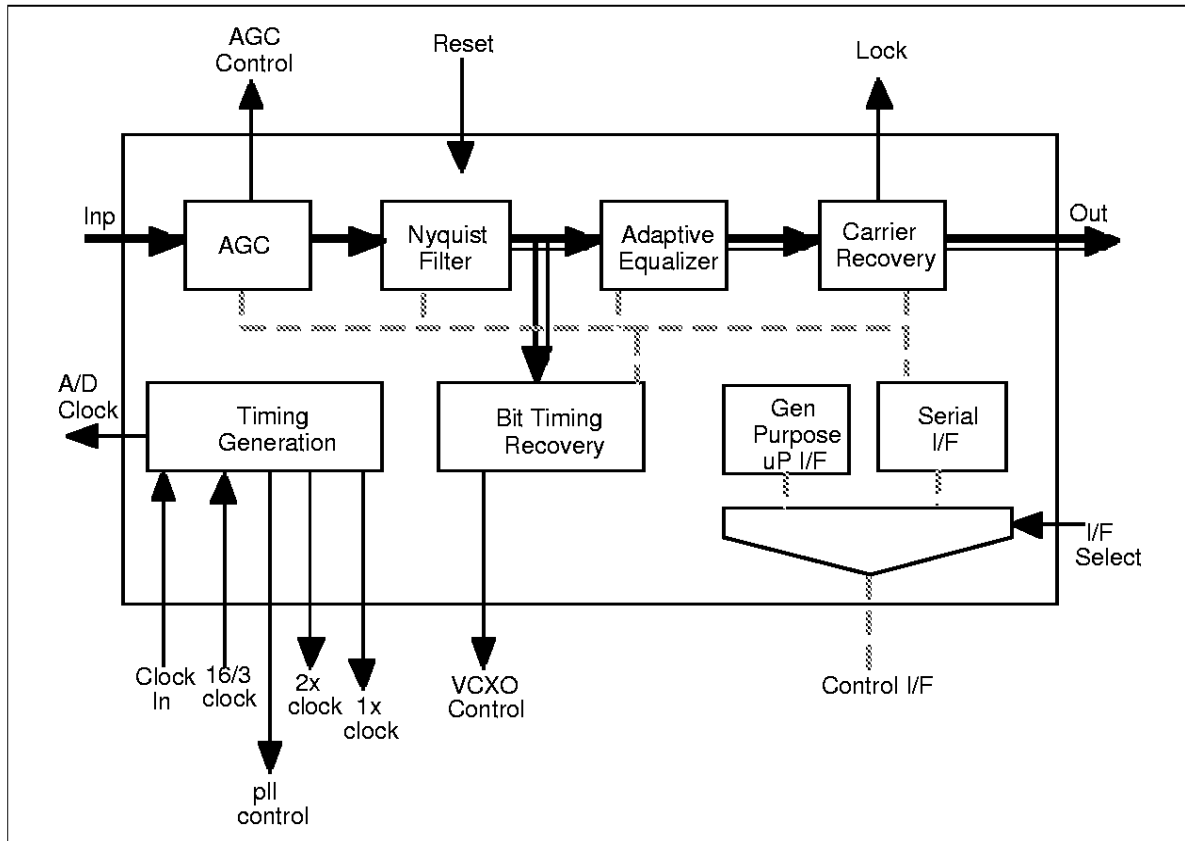 AGC
Control
Reset
Lock
Inp
AGC
Nyquist
Filter
Adaptive
Equalizer
Carrier
Recovery
Out
A/D
Clock
Timing
Generation
Bit Timing
Recovery
Gen
Purpose
uP I/F
Serial
I/F
I/F
Select
Clock
In
16/3
clock
2x
clock
1x
clock
VCXO
Control
Control I/F
pll
control